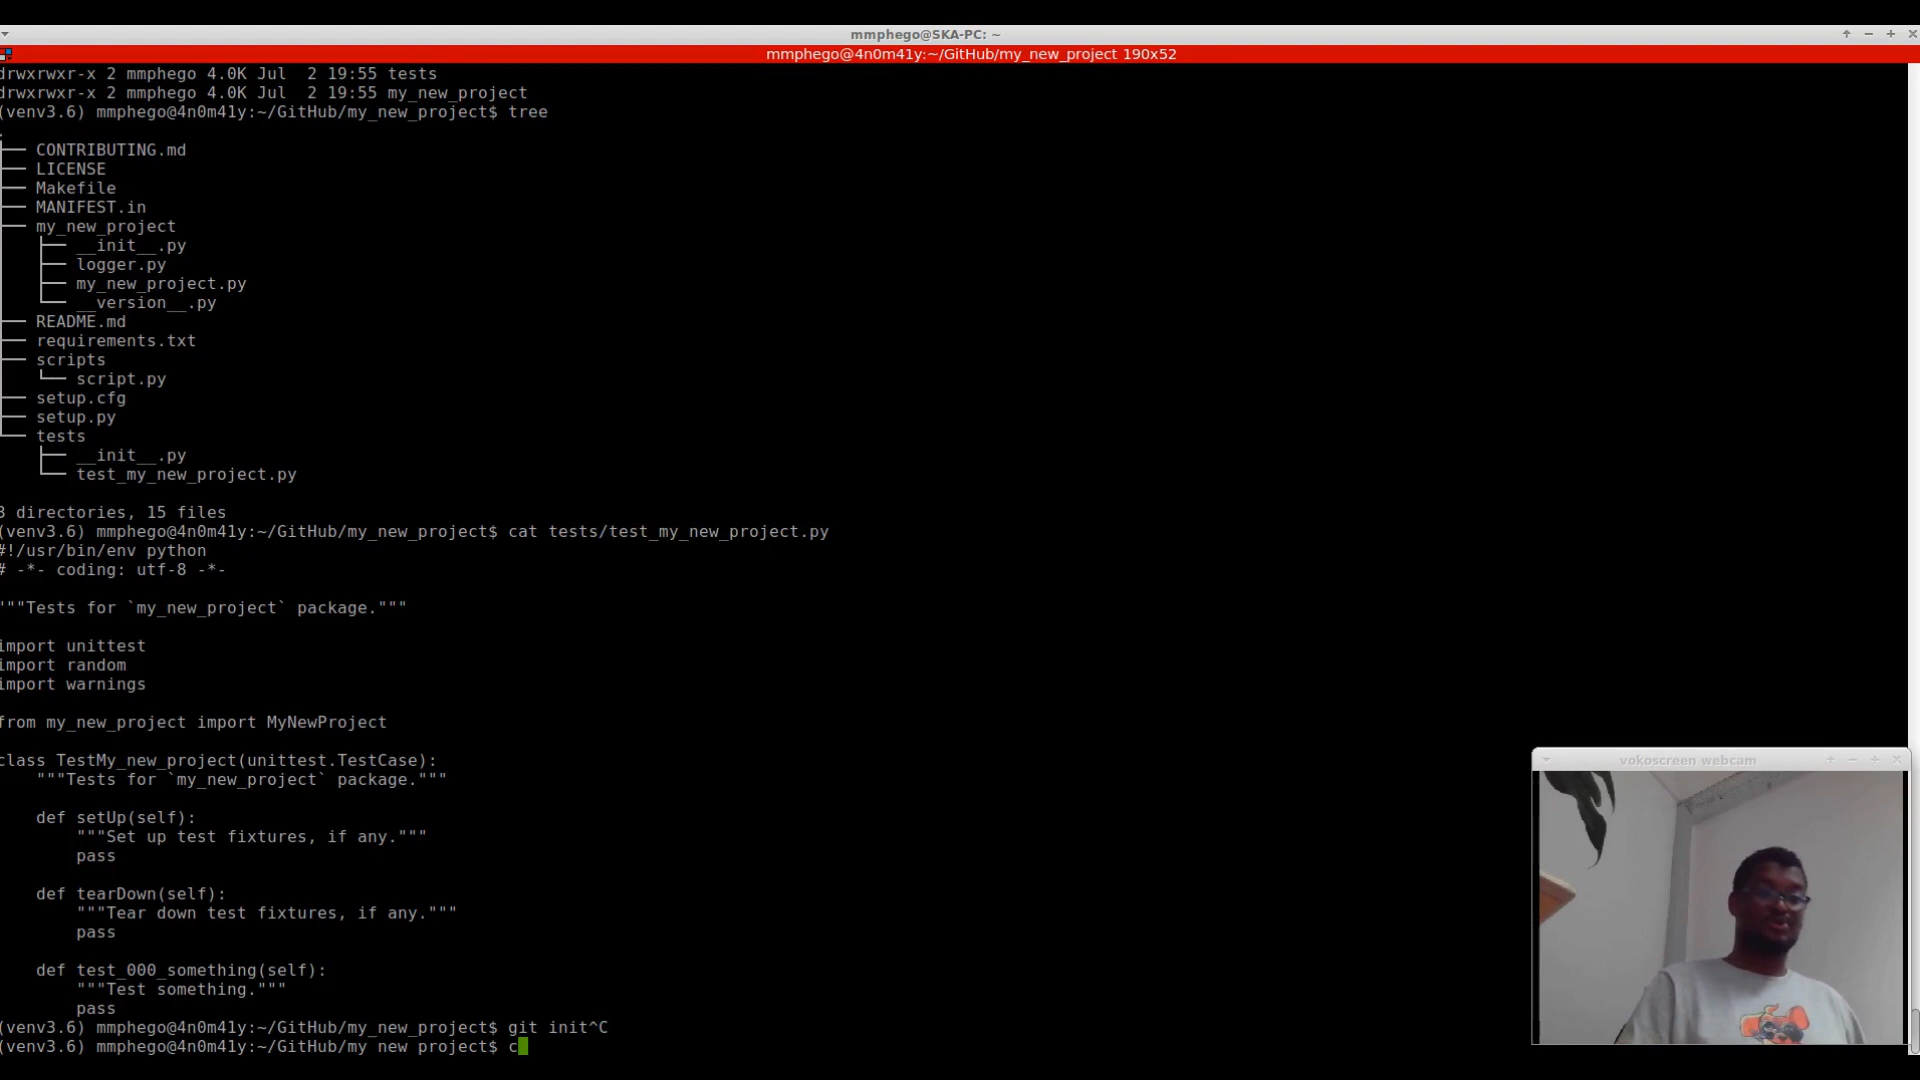 mmphego@SKA-PC: ~
mmphego@4n0m41y:~/GitHub/my_new_project 190x52
drwxrwxr-x 2 mmphego 4.0K Jul  2 19:55 tests
drwxrwxr-x 2 mmphego 4.0K Jul  2 19:55 my_new_project
(venv3.6) mmphego@4n0m41y:~/GitHub/my_new_project$ tree
.
├── CONTRIBUTING.md
├── LICENSE
├── Makefile
├── MANIFEST.in
├── my_new_project
│   ├── __init__.py
│   ├── logger.py
│   ├── my_new_project.py
│   └── __version__.py
├── README.md
├── requirements.txt
├── scripts
│   └── script.py
├── setup.cfg
├── setup.py
└── tests
    ├── __init__.py
    └── test_my_new_project.py
3 directories, 15 files
(venv3.6) mmphego@4n0m41y:~/GitHub/my_new_project$ cat tests/test_my_new_project.py
#!/usr/bin/env python
# -*- coding: utf-8 -*-
"""Tests for `my_new_project` package."""
import unittest
import random
import warnings
from my_new_project import MyNewProject
class TestMy_new_project(unittest.TestCase):
    """Tests for `my_new_project` package."""
    def setUp(self):
        """Set up test fixtures, if any."""
        pass
    def tearDown(self):
        """Tear down test fixtures, if any."""
        pass
    def test_000_something(self):
        """Test something."""
        pass
(venv3.6) mmphego@4n0m41y:~/GitHub/my_new_project$ git init^C
(venv3.6) mmphego@4n0m41y:~/GitHub/my_new_project$ c
vokoscreen webcam